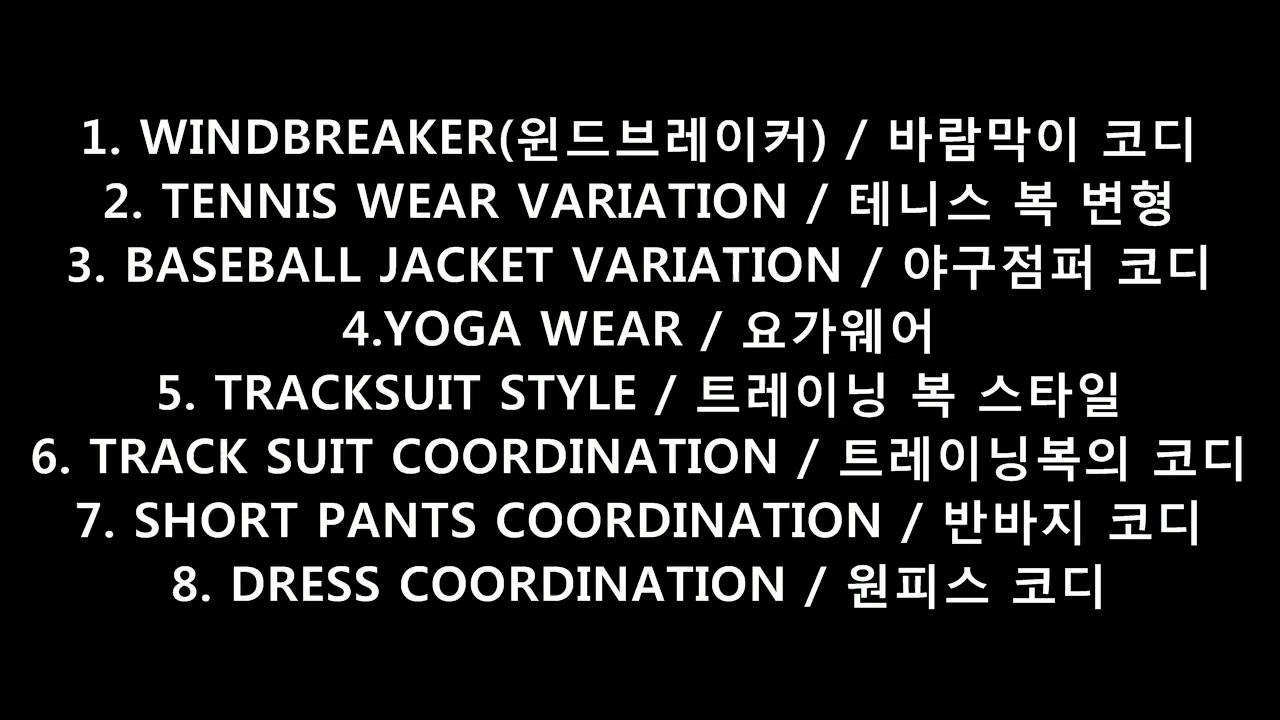 1. WINDBREAKER(윈드브레이커) / 바람막이 코디
2. TENNIS WEAR VARIATION / 테니스 복 변형
3. BASEBALL JACKET VARIATION / 야구점퍼 코디
4.YOGA WEAR / 요가웨어
5. TRACKSUIT STYLE / 트레이닝 복 스타일
6. TRACK SUIT COORDINATION / 트레이닝복의 코디
7. SHORT PANTS COORDINATION / 반바지 코디
8. DRESS COORDINATION / 원피스 코디